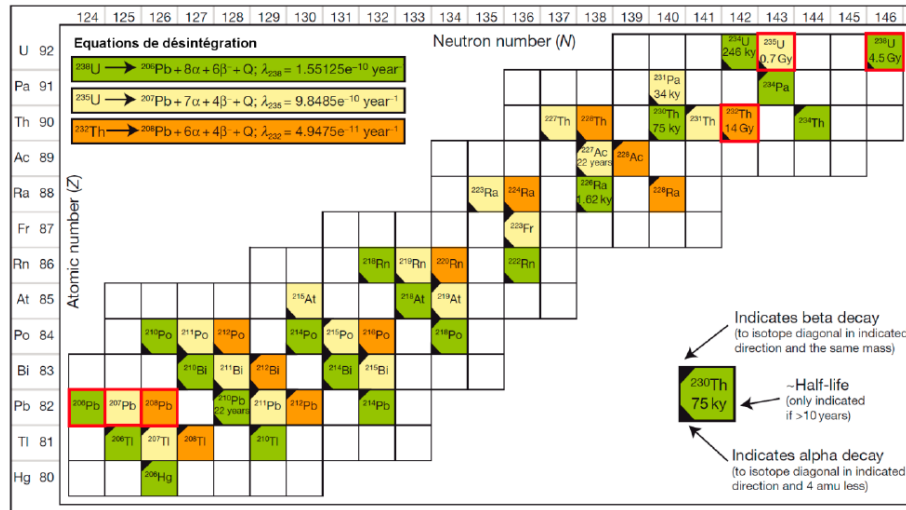 124 125 126 127 128 129 130 131 132 133 134 135 136 137 138 139 140 141 142 143 144 145 146
Equations de désintégration
Neutron number (N)
²³⁸U → ²⁰⁶Pb + 8α + 6β⁻ + Q; λ₂₃₈ = 1.55125e⁻¹⁰ year
²³⁵U → ²⁰⁷Pb + 7α + 4β⁻ + Q; λ₂₃₅ = 9.8485e⁻¹⁰ year⁻¹
²³²Th → ²⁰⁸Pb + 6α + 4β⁻ + Q; λ₂₃₂ = 4.9475e⁻¹¹ year⁻¹
Atomic number (Z)
U 92 ²³⁴U 246 ky ²³⁵U 0.7 Gy ²³⁸U 4.5 Gy
Pa 91 ²³¹Pa 34 ky ²³⁴Pa
Th 90 ²²⁷Th ²²⁸Th ²³⁰Th 75 ky ²³¹Th ²³²Th 14 Gy ²³⁴Th
Ac 89 ²²⁷Ac 22 years ²²⁸Ac
Ra 88 ²²³Ra ²²⁴Ra ²²⁶Ra 1.62 ky ²²⁸Ra
Fr 87 ²²³Fr
Rn 86 ²¹⁸Rn ²¹⁹Rn ²²⁰Rn ²²²Rn
At 85 ²¹⁵At ²¹⁸At ²¹⁹At
Po 84 ²¹⁰Po ²¹¹Po ²¹²Po ²¹⁴Po ²¹⁵Po ²¹⁶Po ²¹⁸Po
Bi 83 ²¹⁰Bi ²¹¹Bi ²¹²Bi ²¹⁴Bi ²¹⁵Bi
Pb 82 ²⁰⁶Pb ²⁰⁷Pb ²⁰⁸Pb ²¹⁰Pb 22 years ²¹¹Pb ²¹²Pb ²¹⁴Pb
Tl 81 ²⁰⁶Tl ²⁰⁷Tl ²⁰⁸Tl ²¹⁰Tl
Hg 80 ²⁰⁶Hg
Indicates beta decay
(to isotope diagonal in indicated
direction and the same mass)
²³⁰Th
75 ky
~Half-life
(only indicated
if >10 years)
Indicates alpha decay
(to isotope diagonal in indicated
direction and 4 amu less)